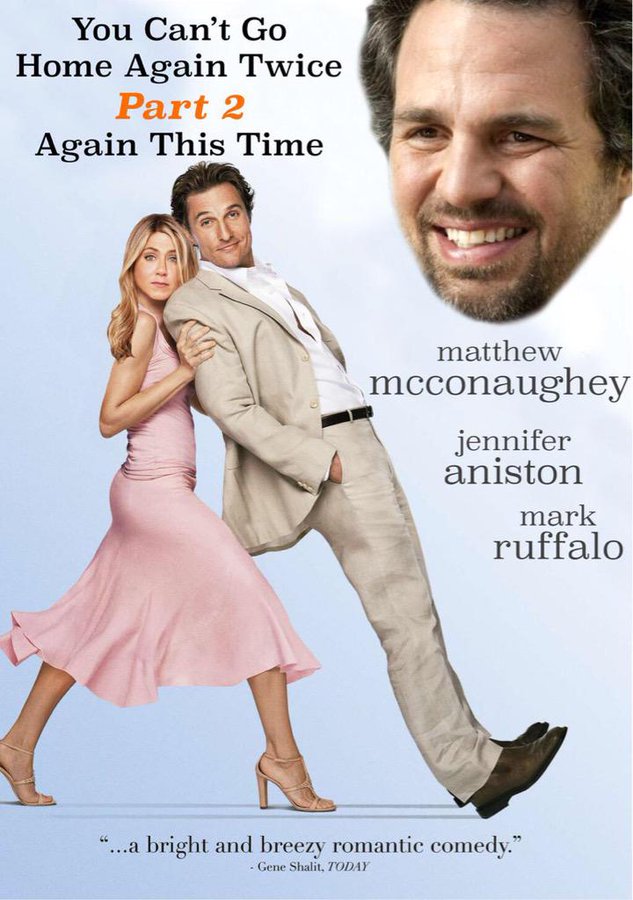 You Can’t Go
Home Again Twice
Part 2
Again This Time
matthew
mcconaughey
jennifer
aniston
mark
ruffalo
“...a bright and breezy romantic comedy.”
- Gene Shalit, TODAY